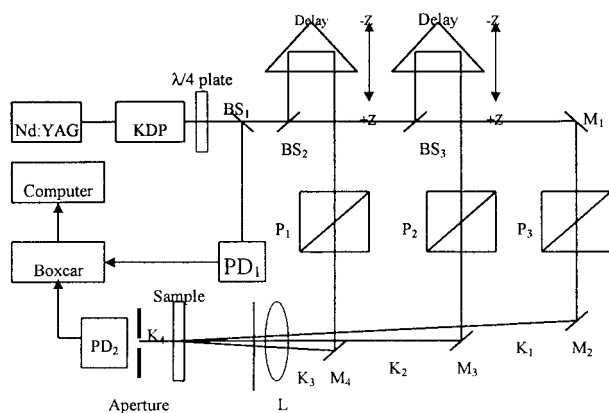 Delay -Z Delay -Z
λ/4 plate
Nd:YAG KDP BS₁ +Z +Z M₁
BS₂ BS₃
Computer
P₁ P₂ P₃
Boxcar PD₁
Sample
PD₂ K₄ K₁ M₂
K₃ M₄ K₂ M₃
Aperture L